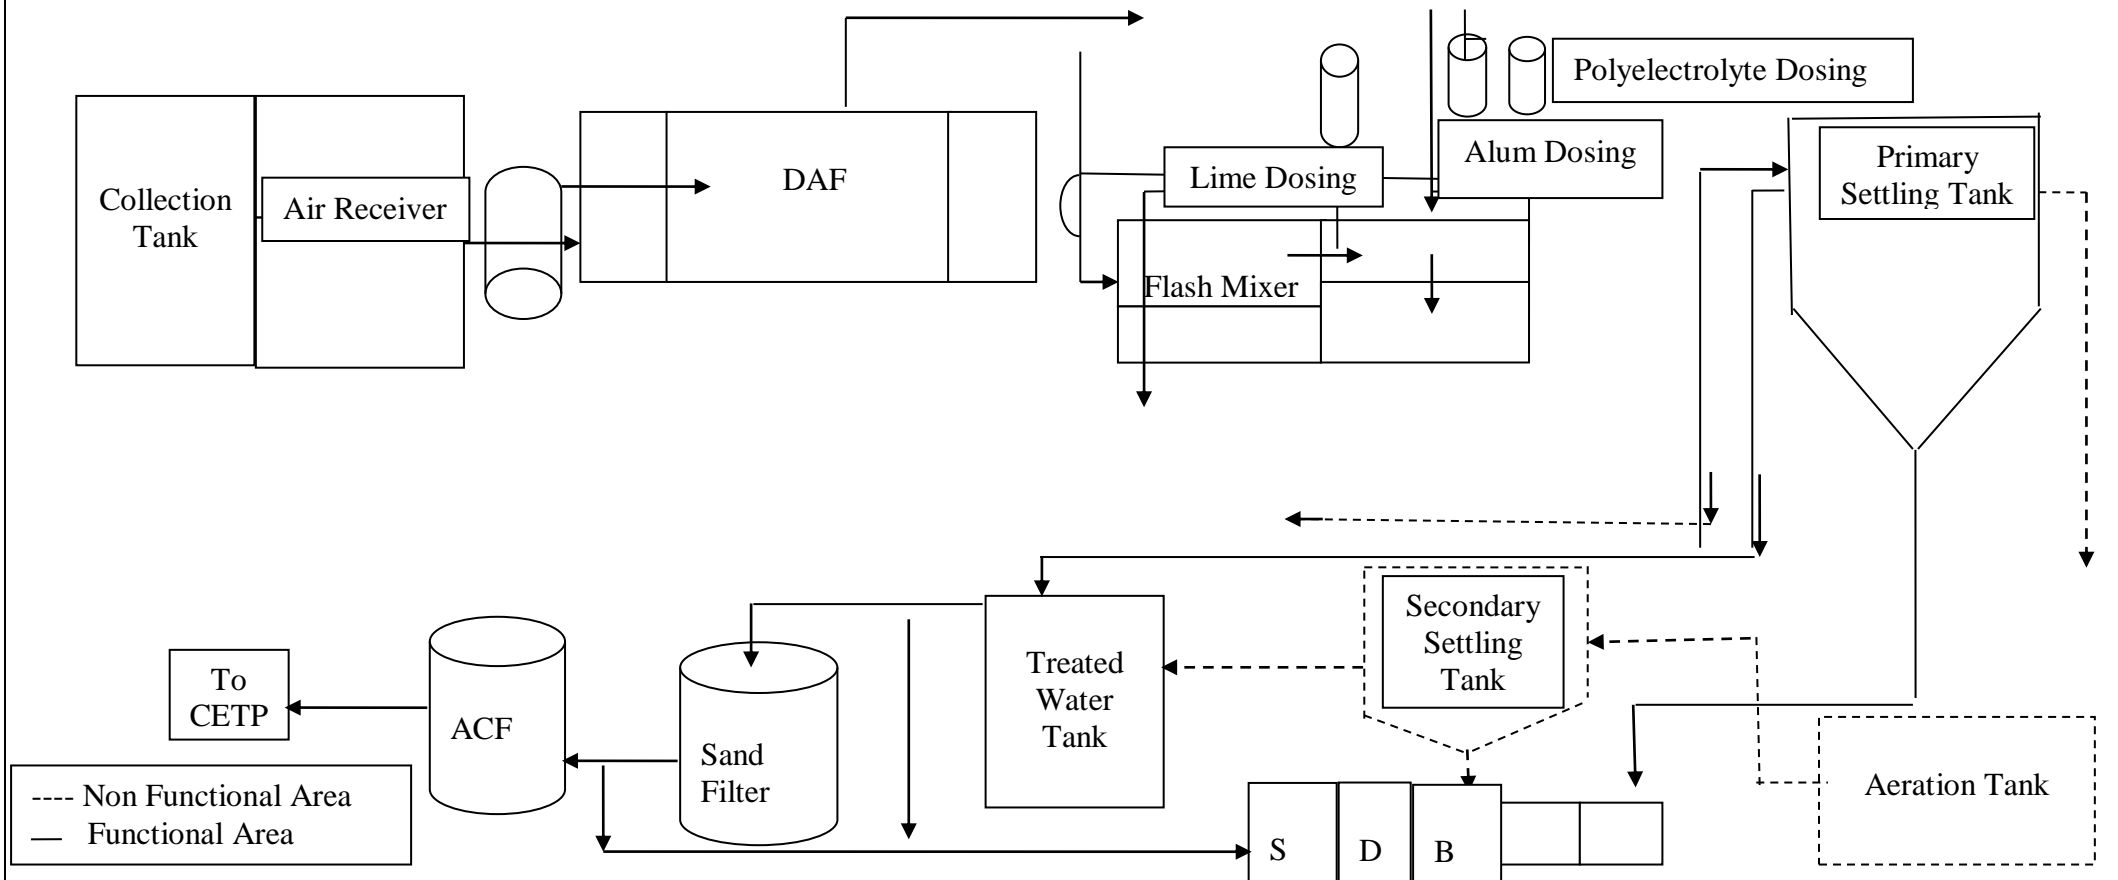 Polyelectrolyte Dosing
Collection
Tank
Air Receiver
DAF
Lime Dosing
Alum Dosing
Primary
Settling Tank
Flash Mixer
Secondary
Settling
Tank
Treated
Water
Tank
To
CETP
ACF
Sand
Filter
Aeration Tank
---- Non Functional Area
— Functional Area
S
D
B